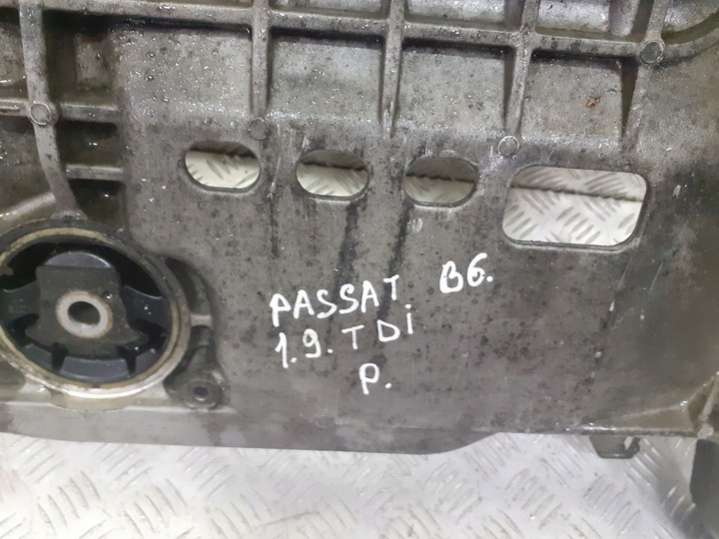 PASSAT. B6.
1.9. TDi
P.